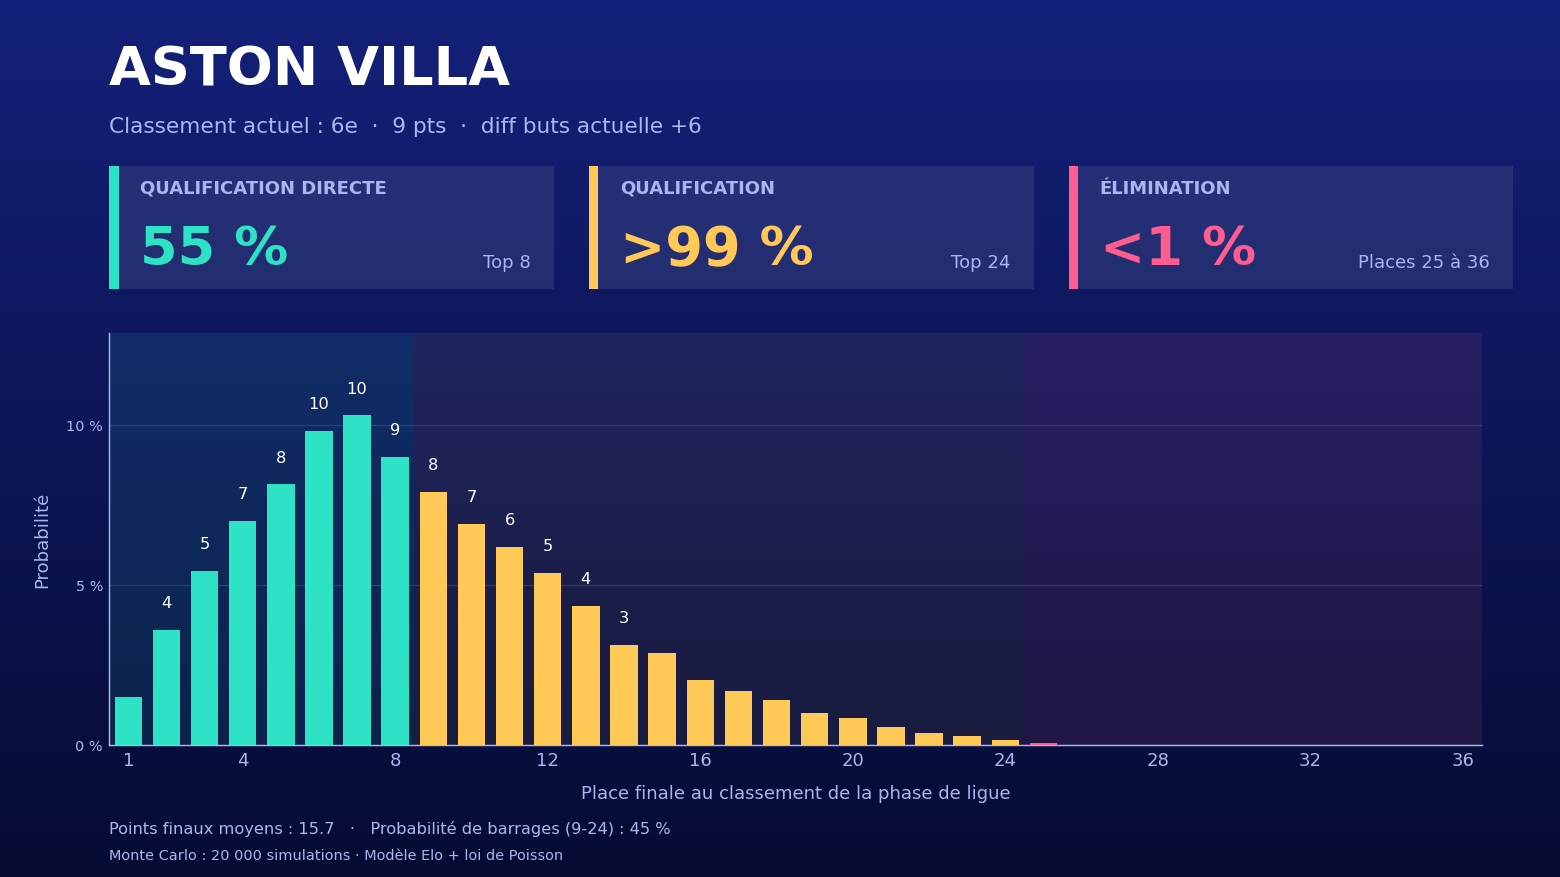 ASTON VILLA
Classement actuel : 6e · 9 pts · diff buts actuelle +6
QUALIFICATION DIRECTE
55 %
Top 8
QUALIFICATION
>99 %
Top 24
ÉLIMINATION
<1 %
Places 25 à 36
Probabilité
10 %
5 %
0 %
4
5
7
8
10
10
9
8
7
6
5
4
3
1 4 8 12 16 20 24 28 32 36
Place finale au classement de la phase de ligue
Points finaux moyens : 15.7 · Probabilité de barrages (9-24) : 45 %
Monte Carlo : 20 000 simulations · Modèle Elo + loi de Poisson